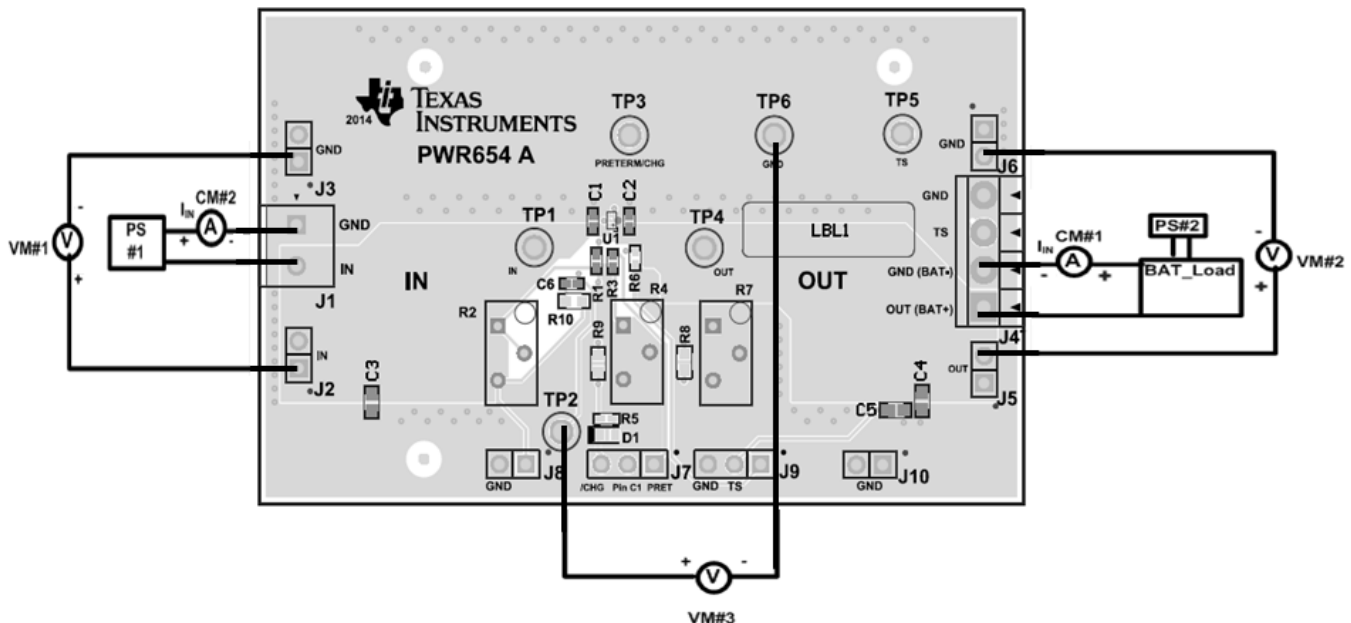 TEXAS
INSTRUMENTS
2014
PWR654 A
TP3
PRETERM/CHG
TP6
GND
TP5
TS
GND
J3
GND
J6
VM#1
V
-
+
PS
#1
IIN
CM#2
A
+
-
GND
IN
J1
IN
J2
IN
TP1
IN
C1
C2
U1
TP4
OUT
LBL1
OUT
GND
TS
GND (BAT-)
OUT (BAT+)
J4
IIN
CM#1
A
-
+
PS#2
BAT_Load
V
-
+
VM#2
OUT
J5
C6
R10
R1
R3
R6
R2
R4
R7
R9
R8
C3
C4
C5
TP2
R5
D1
J8
GND
J7
/CHG Pin C1 PRET
J9
GND TS
J10
GND
+
V
-
VM#3